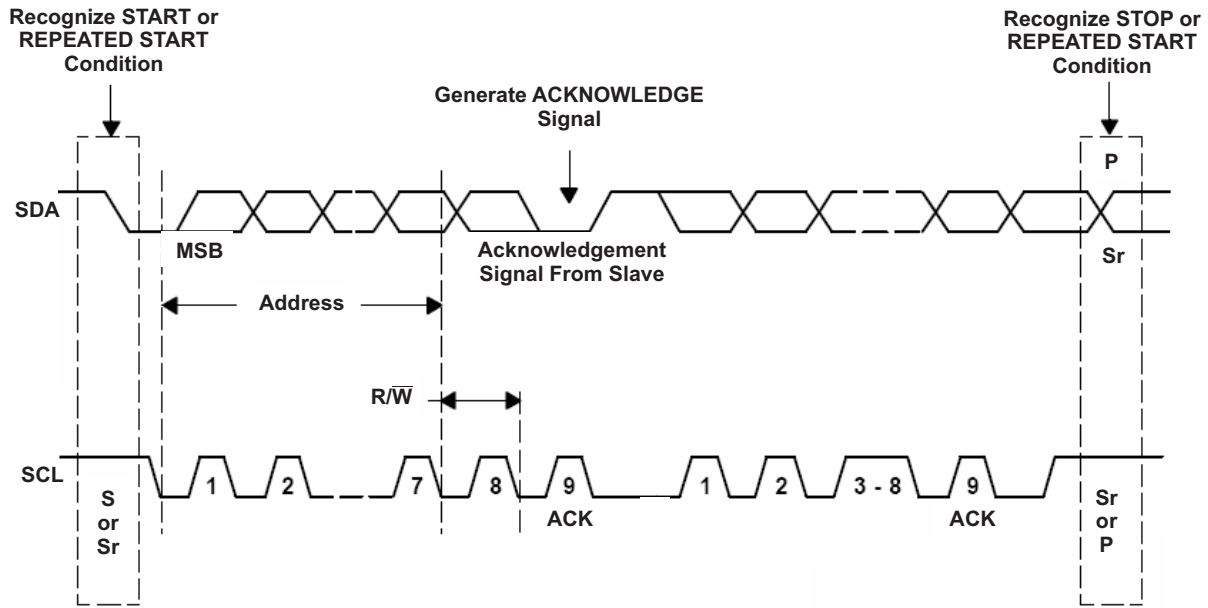 Recognize START or
REPEATED START
Condition
Recognize STOP or
REPEATED START
Condition
Generate ACKNOWLEDGE
Signal
P
SDA
MSB
Acknowledgement
Signal From Slave
Sr
Address
R/W̅
SCL
1 2 7 8 9 1 2 3 - 8 9
S
or
Sr
ACK
ACK
Sr
or
P